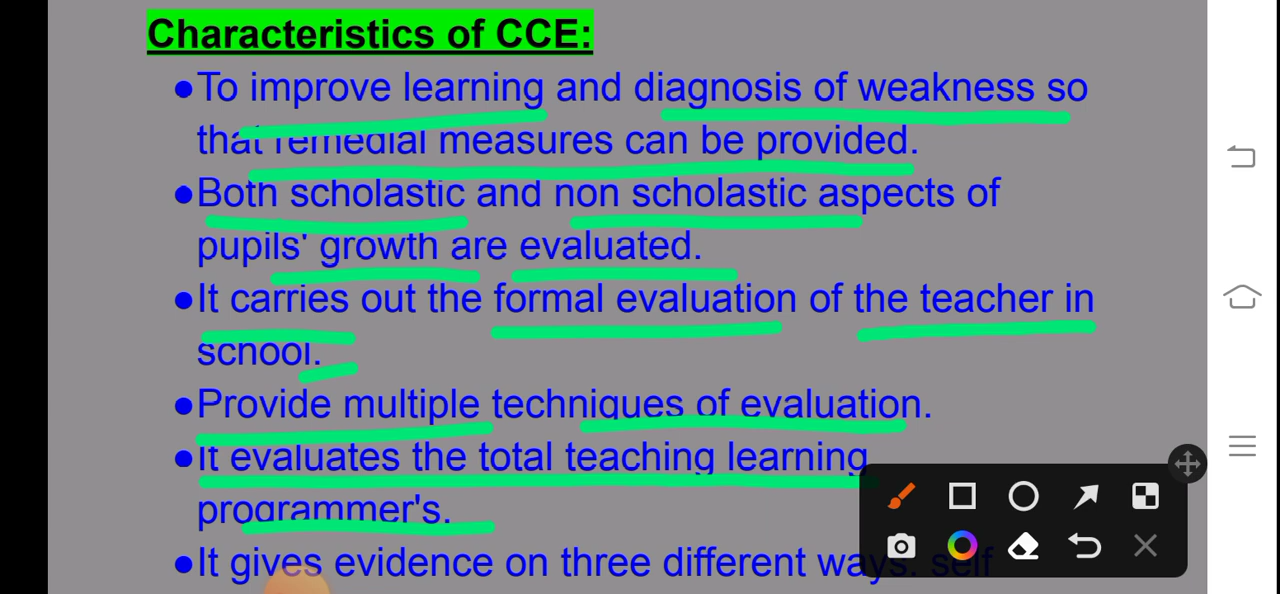 Characteristics of CCE:
●To improve learning and diagnosis of weakness so
that remedial measures can be provided.
●Both scholastic and non scholastic aspects of
pupils' growth are evaluated.
●It carries out the formal evaluation of the teacher in
school.
●Provide multiple techniques of evaluation.
●It evaluates the total teaching learning
programmer's.
●It gives evidence on three different ways: self